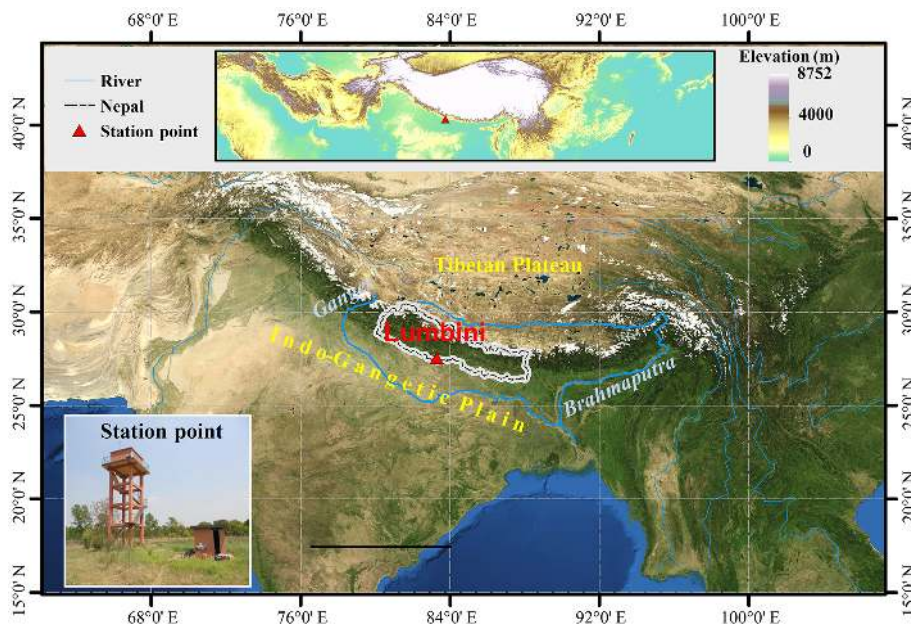 68°0' E
76°0' E
84°0' E
92°0' E
100°0' E
River
Nepal
Station point
Elevation (m)
8752
4000
0
40°0' N
40°0' N
35°0' N
35°0' N
Tibetan Plateau
30°0' N
30°0' N
Ganges
Lumbini
Indo-Gangetic Plain
Brahmaputra
25°0' N
25°0' N
Station point
20°0' N
20°0' N
15°0' N
15°0' N
68°0' E
76°0' E
84°0' E
92°0' E
100°0' E